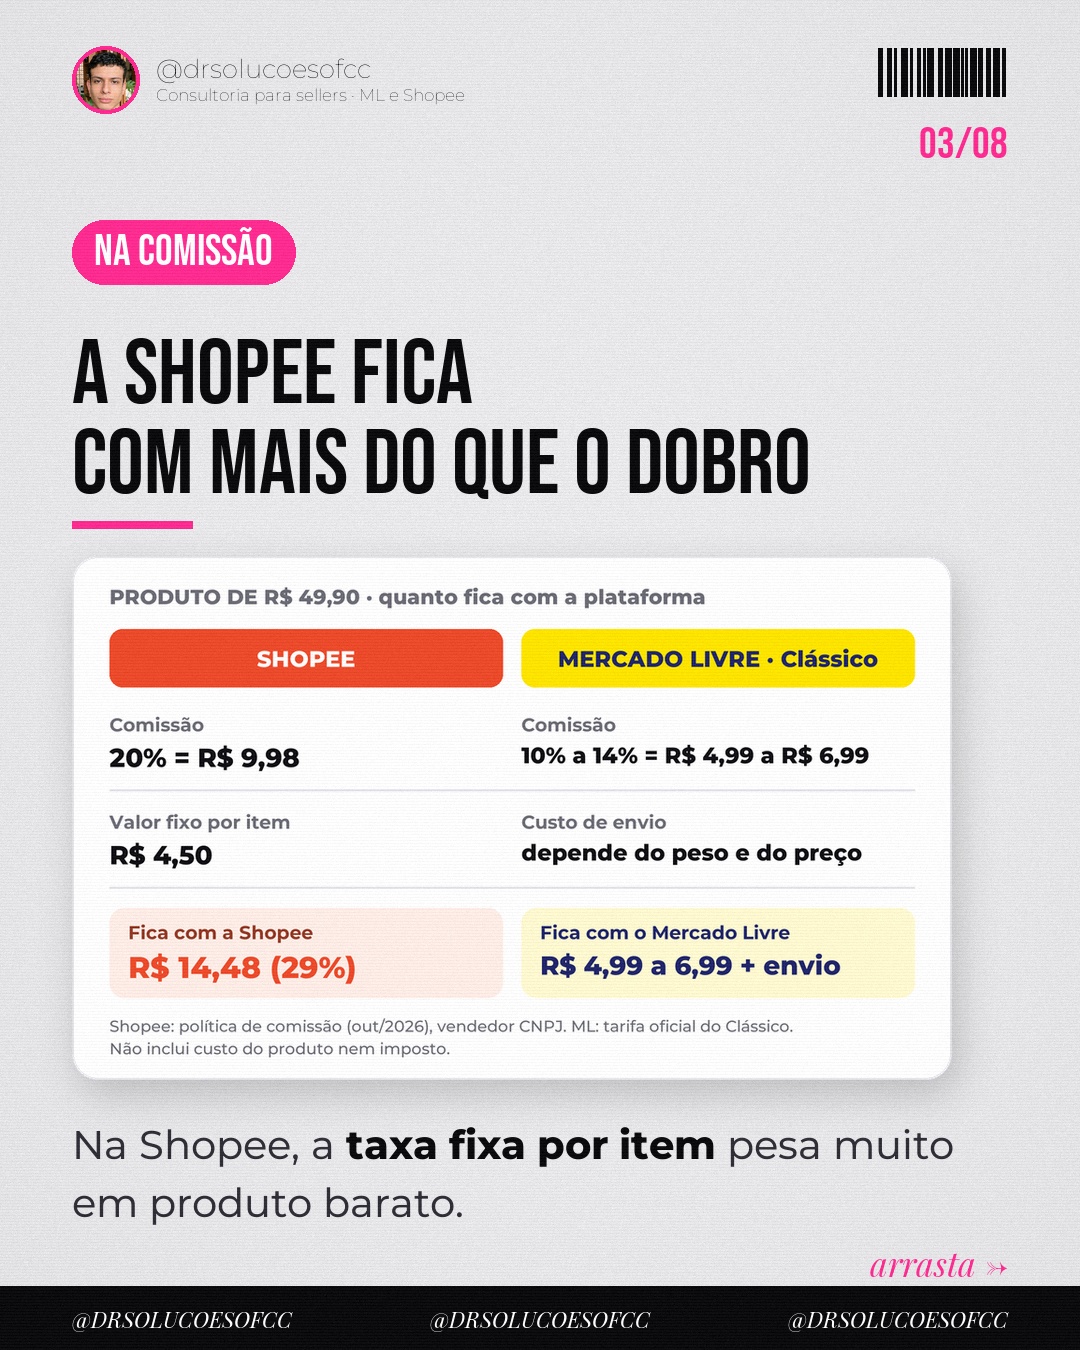 @drsolucoesofcc
Consultoria para sellers · ML e Shopee
03/08
NA COMISSÃO
A SHOPEE FICA
COM MAIS DO QUE O DOBRO
PRODUTO DE R$ 49,90 · quanto fica com a plataforma
SHOPEE
MERCADO LIVRE · Clássico
Comissão
20% = R$ 9,98
Comissão
10% a 14% = R$ 4,99 a R$ 6,99
Valor fixo por item
R$ 4,50
Custo de envio
depende do peso e do preço
Fica com a Shopee
R$ 14,48 (29%)
Fica com o Mercado Livre
R$ 4,99 a 6,99 + envio
Shopee: política de comissão (out/2026), vendedor CNPJ. ML: tarifa oficial do Clássico.
Não inclui custo do produto nem imposto.
Na Shopee, a taxa fixa por item pesa muito
em produto barato.
arrasta ➳
@DRSOLUCOESOFCC @DRSOLUCOESOFCC @DRSOLUCOESOFCC